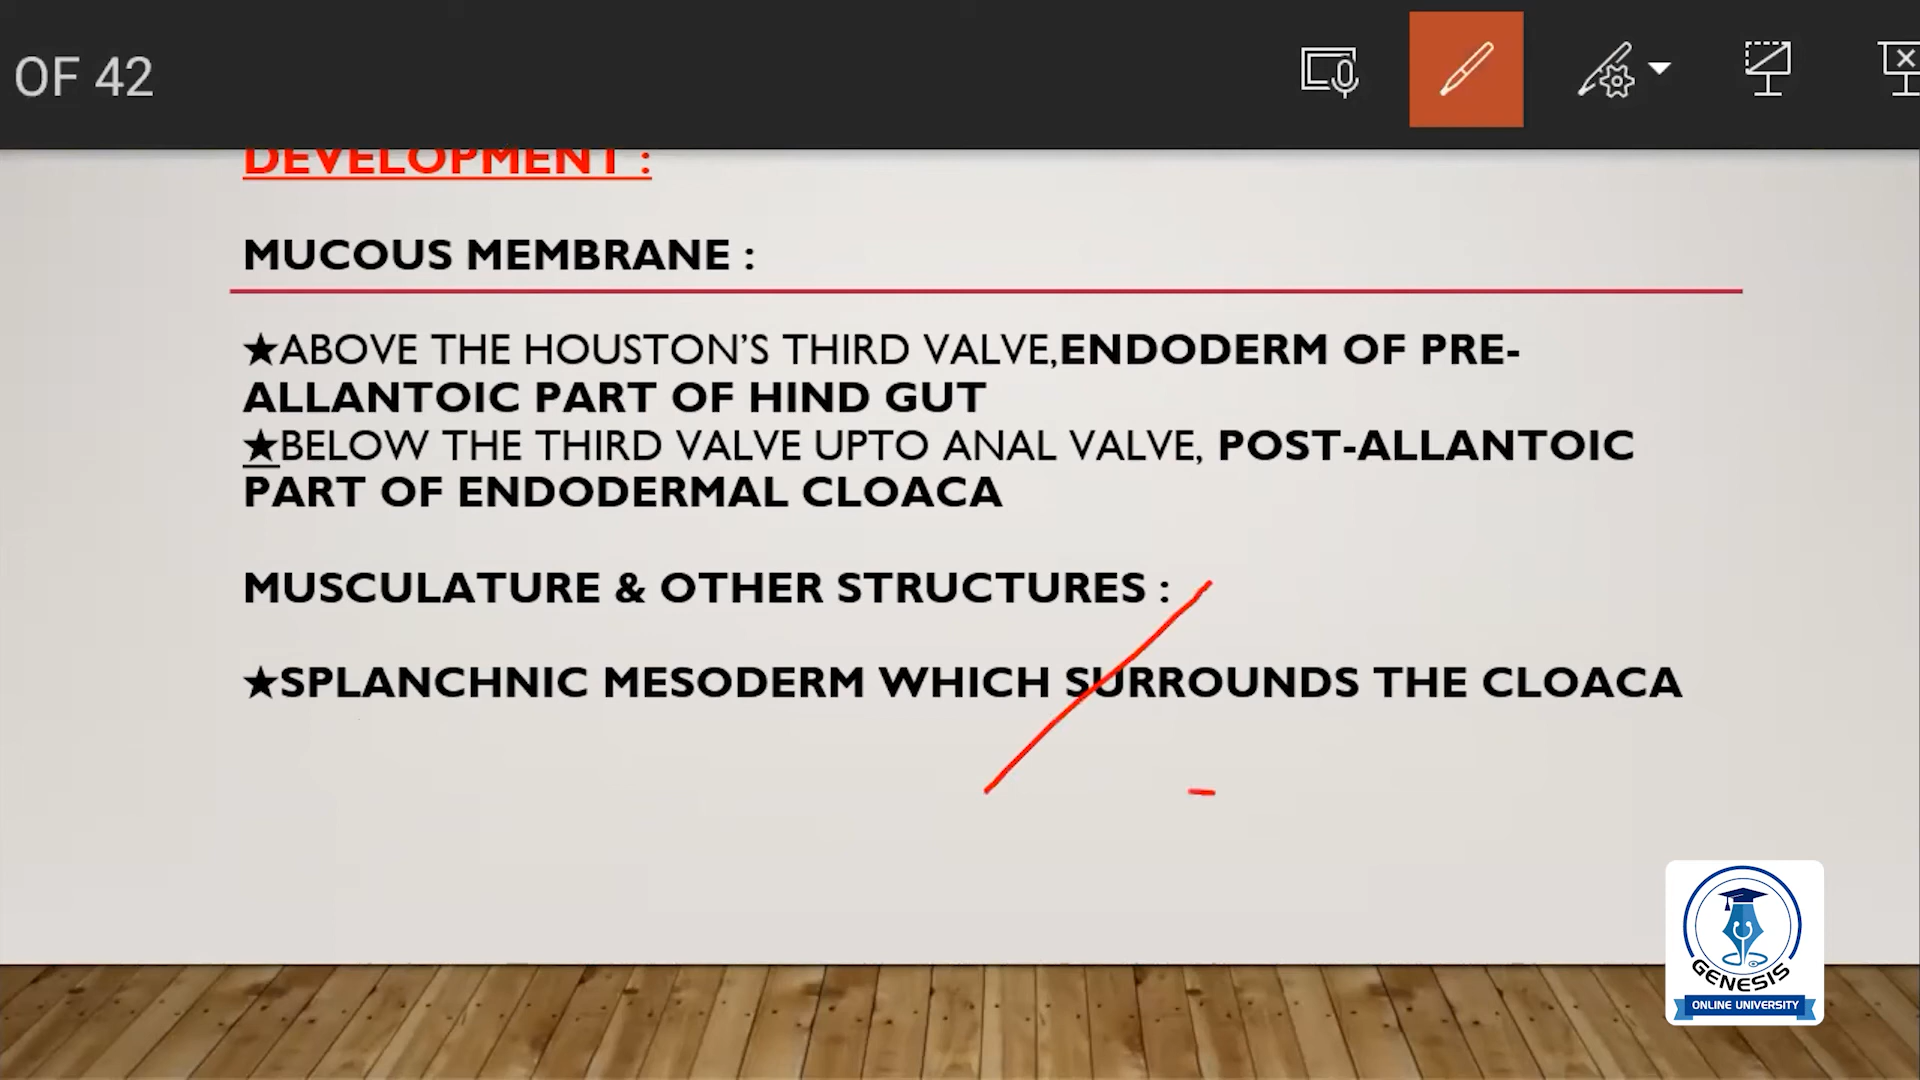 OF 42
DEVELOPMENT :
MUCOUS MEMBRANE :
★ABOVE THE HOUSTON’S THIRD VALVE,ENDODERM OF PRE-
ALLANTOIC PART OF HIND GUT
★BELOW THE THIRD VALVE UPTO ANAL VALVE, POST-ALLANTOIC
PART OF ENDODERMAL CLOACA
MUSCULATURE & OTHER STRUCTURES :
★SPLANCHNIC MESODERM WHICH SURROUNDS THE CLOACA
GENESIS
ONLINE UNIVERSITY